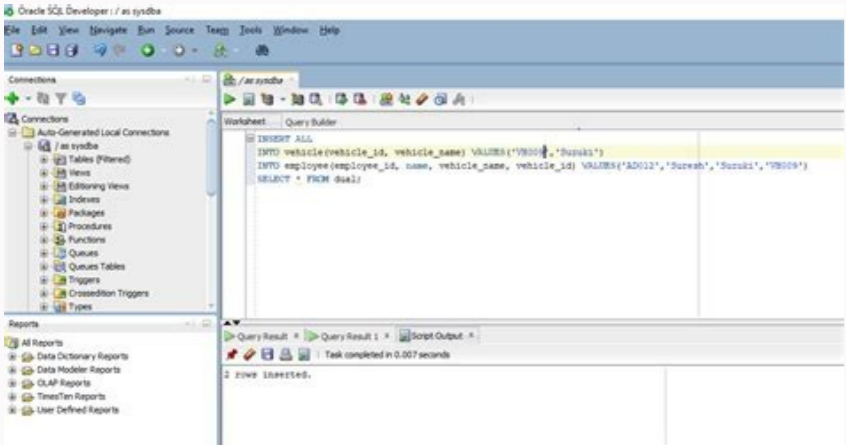 Oracle SQL Developer : / as sysdba
File Edit View Navigate Run Source Team Tools Window Help
Connections
/ as sysdba
Worksheet Query Builder
Connections
Auto-Generated Local Connections
/ as sysdba
Tables (Filtered)
Views
Editioning Views
Indexes
Packages
Procedures
Functions
Queues
Queues Tables
Triggers
Crossedition Triggers
Types
INSERT ALL
INTO vehicle(vehicle_id, vehicle_name) VALUES('VH009','Suzuki')
INTO employee(employee_id, name, vehicle_name, vehicle_id) VALUES('AD012','Suresh','Suzuki','VH009')
SELECT * FROM dual;
Reports
All Reports
Data Dictionary Reports
Data Modeler Reports
OLAP Reports
TimesTen Reports
User Defined Reports
Query Result Query Result 1 Script Output
Task completed in 0.007 seconds
2 rows inserted.